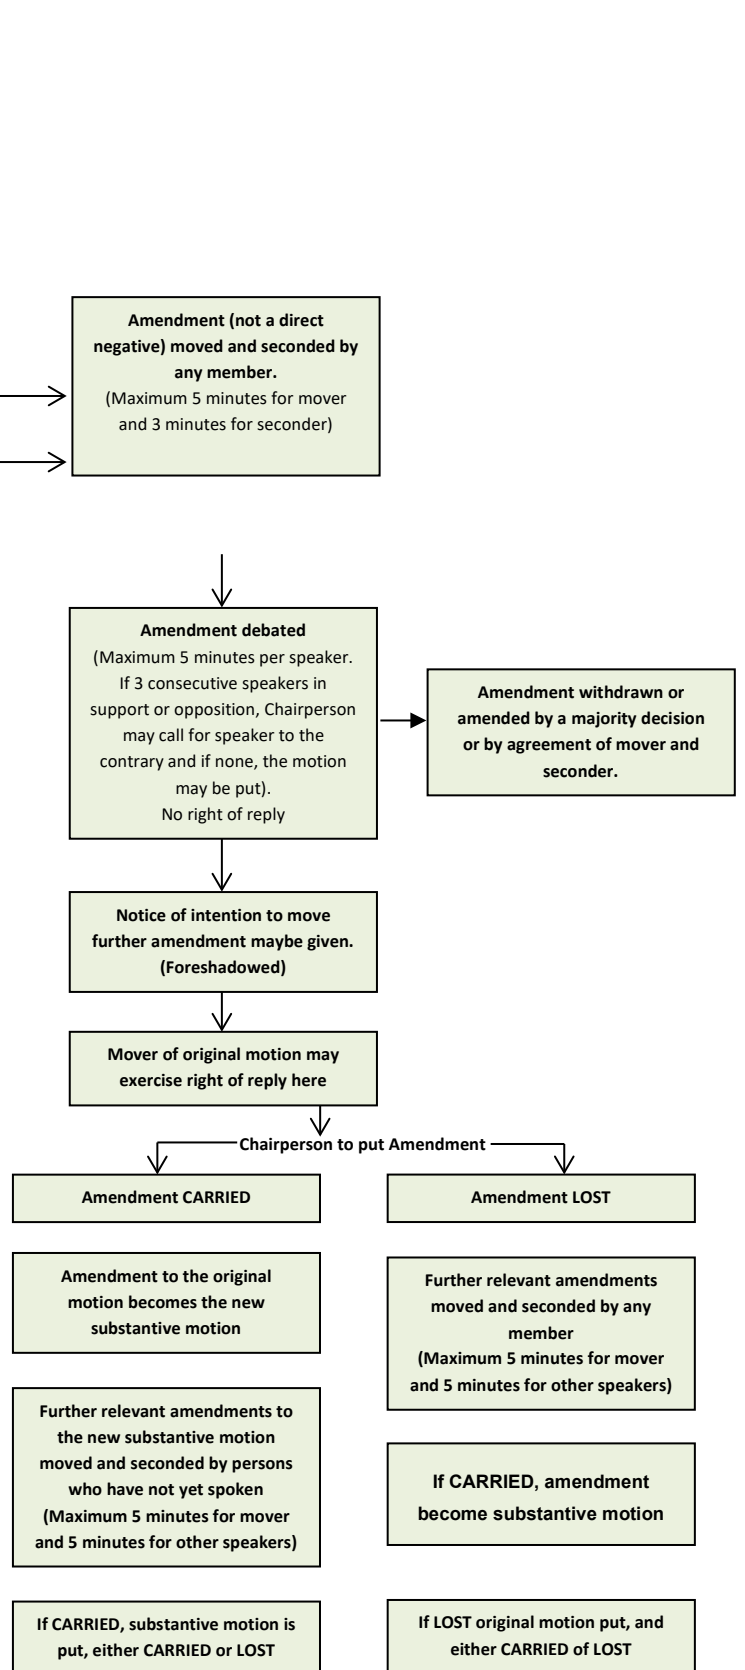 Amendment (not a direct
negative) moved and seconded by
any member.
(Maximum 5 minutes for mover
and 3 minutes for seconder)
Amendment debated
(Maximum 5 minutes per speaker.
If 3 consecutive speakers in
support or opposition, Chairperson
may call for speaker to the
contrary and if none, the motion
may be put).
No right of reply
Amendment withdrawn or
amended by a majority decision
or by agreement of mover and
seconder.
Notice of intention to move
further amendment maybe given.
(Foreshadowed)
Mover of original motion may
exercise right of reply here
Chairperson to put Amendment
Amendment CARRIED
Amendment to the original
motion becomes the new
substantive motion
Further relevant amendments to
the new substantive motion
moved and seconded by persons
who have not yet spoken
(Maximum 5 minutes for mover
and 5 minutes for other speakers)
If CARRIED, substantive motion is
put, either CARRIED or LOST
Amendment LOST
Further relevant amendments
moved and seconded by any
member
(Maximum 5 minutes for mover
and 5 minutes for other speakers)
If CARRIED, amendment
become substantive motion
If LOST original motion put, and
either CARRIED of LOST